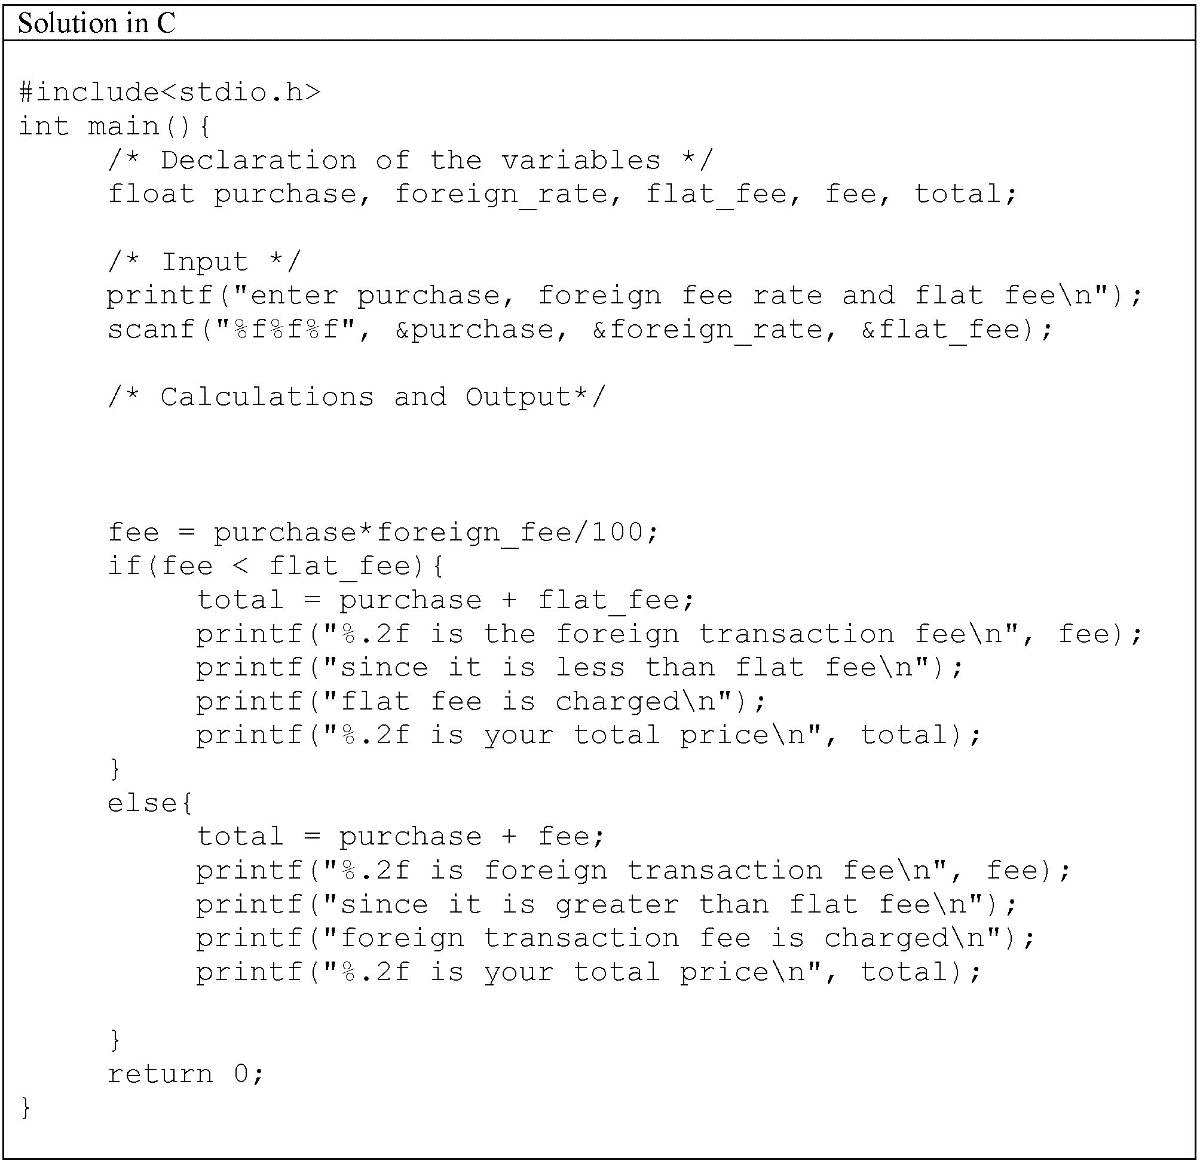 Solution in C
#include<stdio.h>
int main(){
/* Declaration of the variables */
float purchase, foreign_rate, flat_fee, fee, total;
/* Input */
printf("enter purchase, foreign fee rate and flat fee\n");
scanf("%f%f%f", &purchase, &foreign_rate, &flat_fee);
/* Calculations and Output*/
fee = purchase*foreign_fee/100;
if(fee < flat_fee){
total = purchase + flat_fee;
printf("%.2f is the foreign transaction fee\n", fee);
printf("since it is less than flat fee\n");
printf("flat fee is charged\n");
printf("%.2f is your total price\n", total);
}
else{
total = purchase + fee;
printf("%.2f is foreign transaction fee\n", fee);
printf("since it is greater than flat fee\n");
printf("foreign transaction fee is charged\n");
printf("%.2f is your total price\n", total);
}
return 0;
}